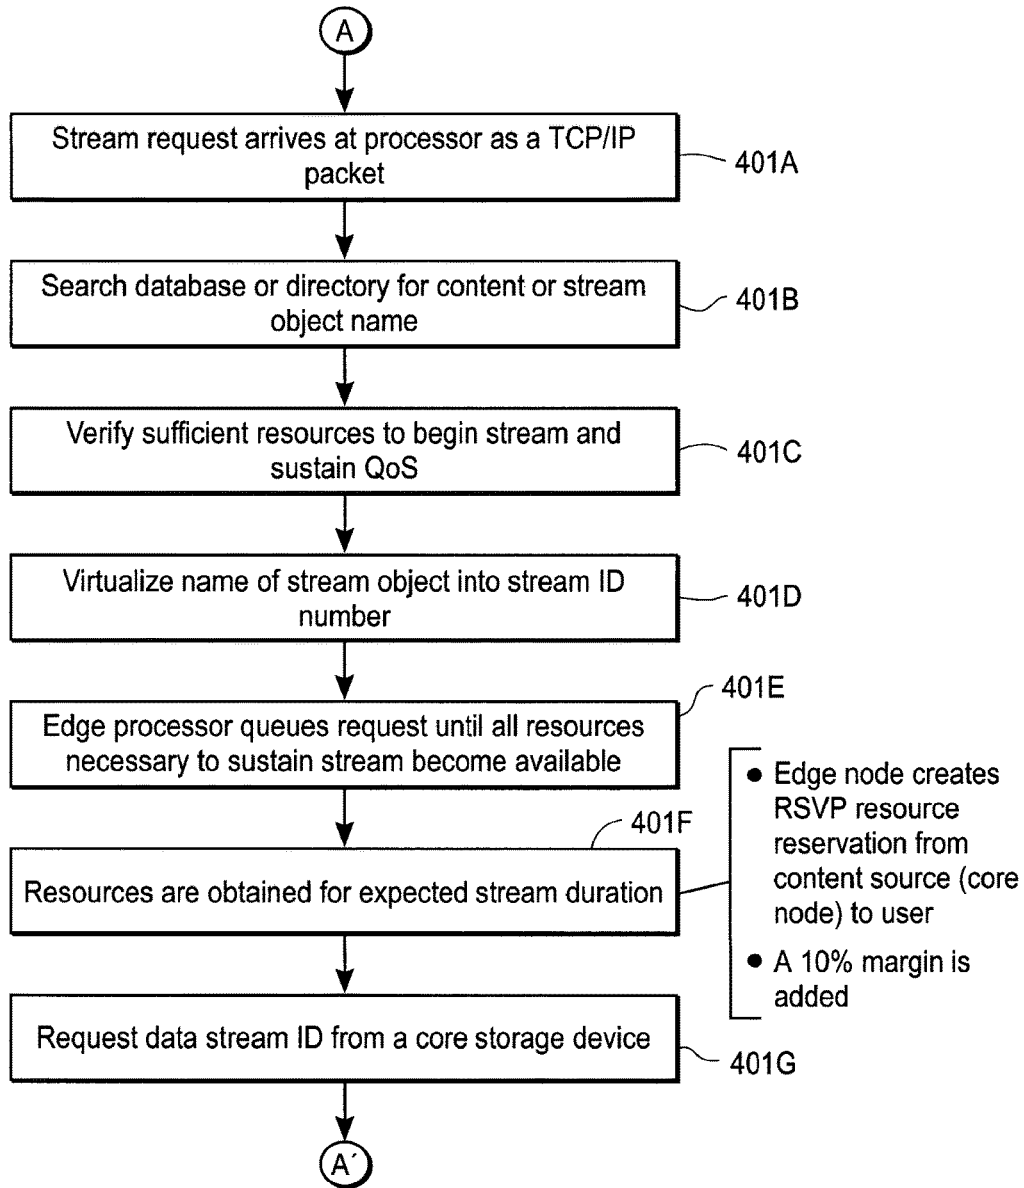 A
Stream request arrives at processor as a TCP/IP
packet
401A
Search database or directory for content or stream
object name
401B
Verify sufficient resources to begin stream and
sustain QoS
401C
Virtualize name of stream object into stream ID
number
401D
Edge processor queues request until all resources
necessary to sustain stream become available
401E
Resources are obtained for expected stream duration
401F
● Edge node creates
RSVP resource
reservation from
content source (core
node) to user
● A 10% margin is
added
Request data stream ID from a core storage device
401G
A´